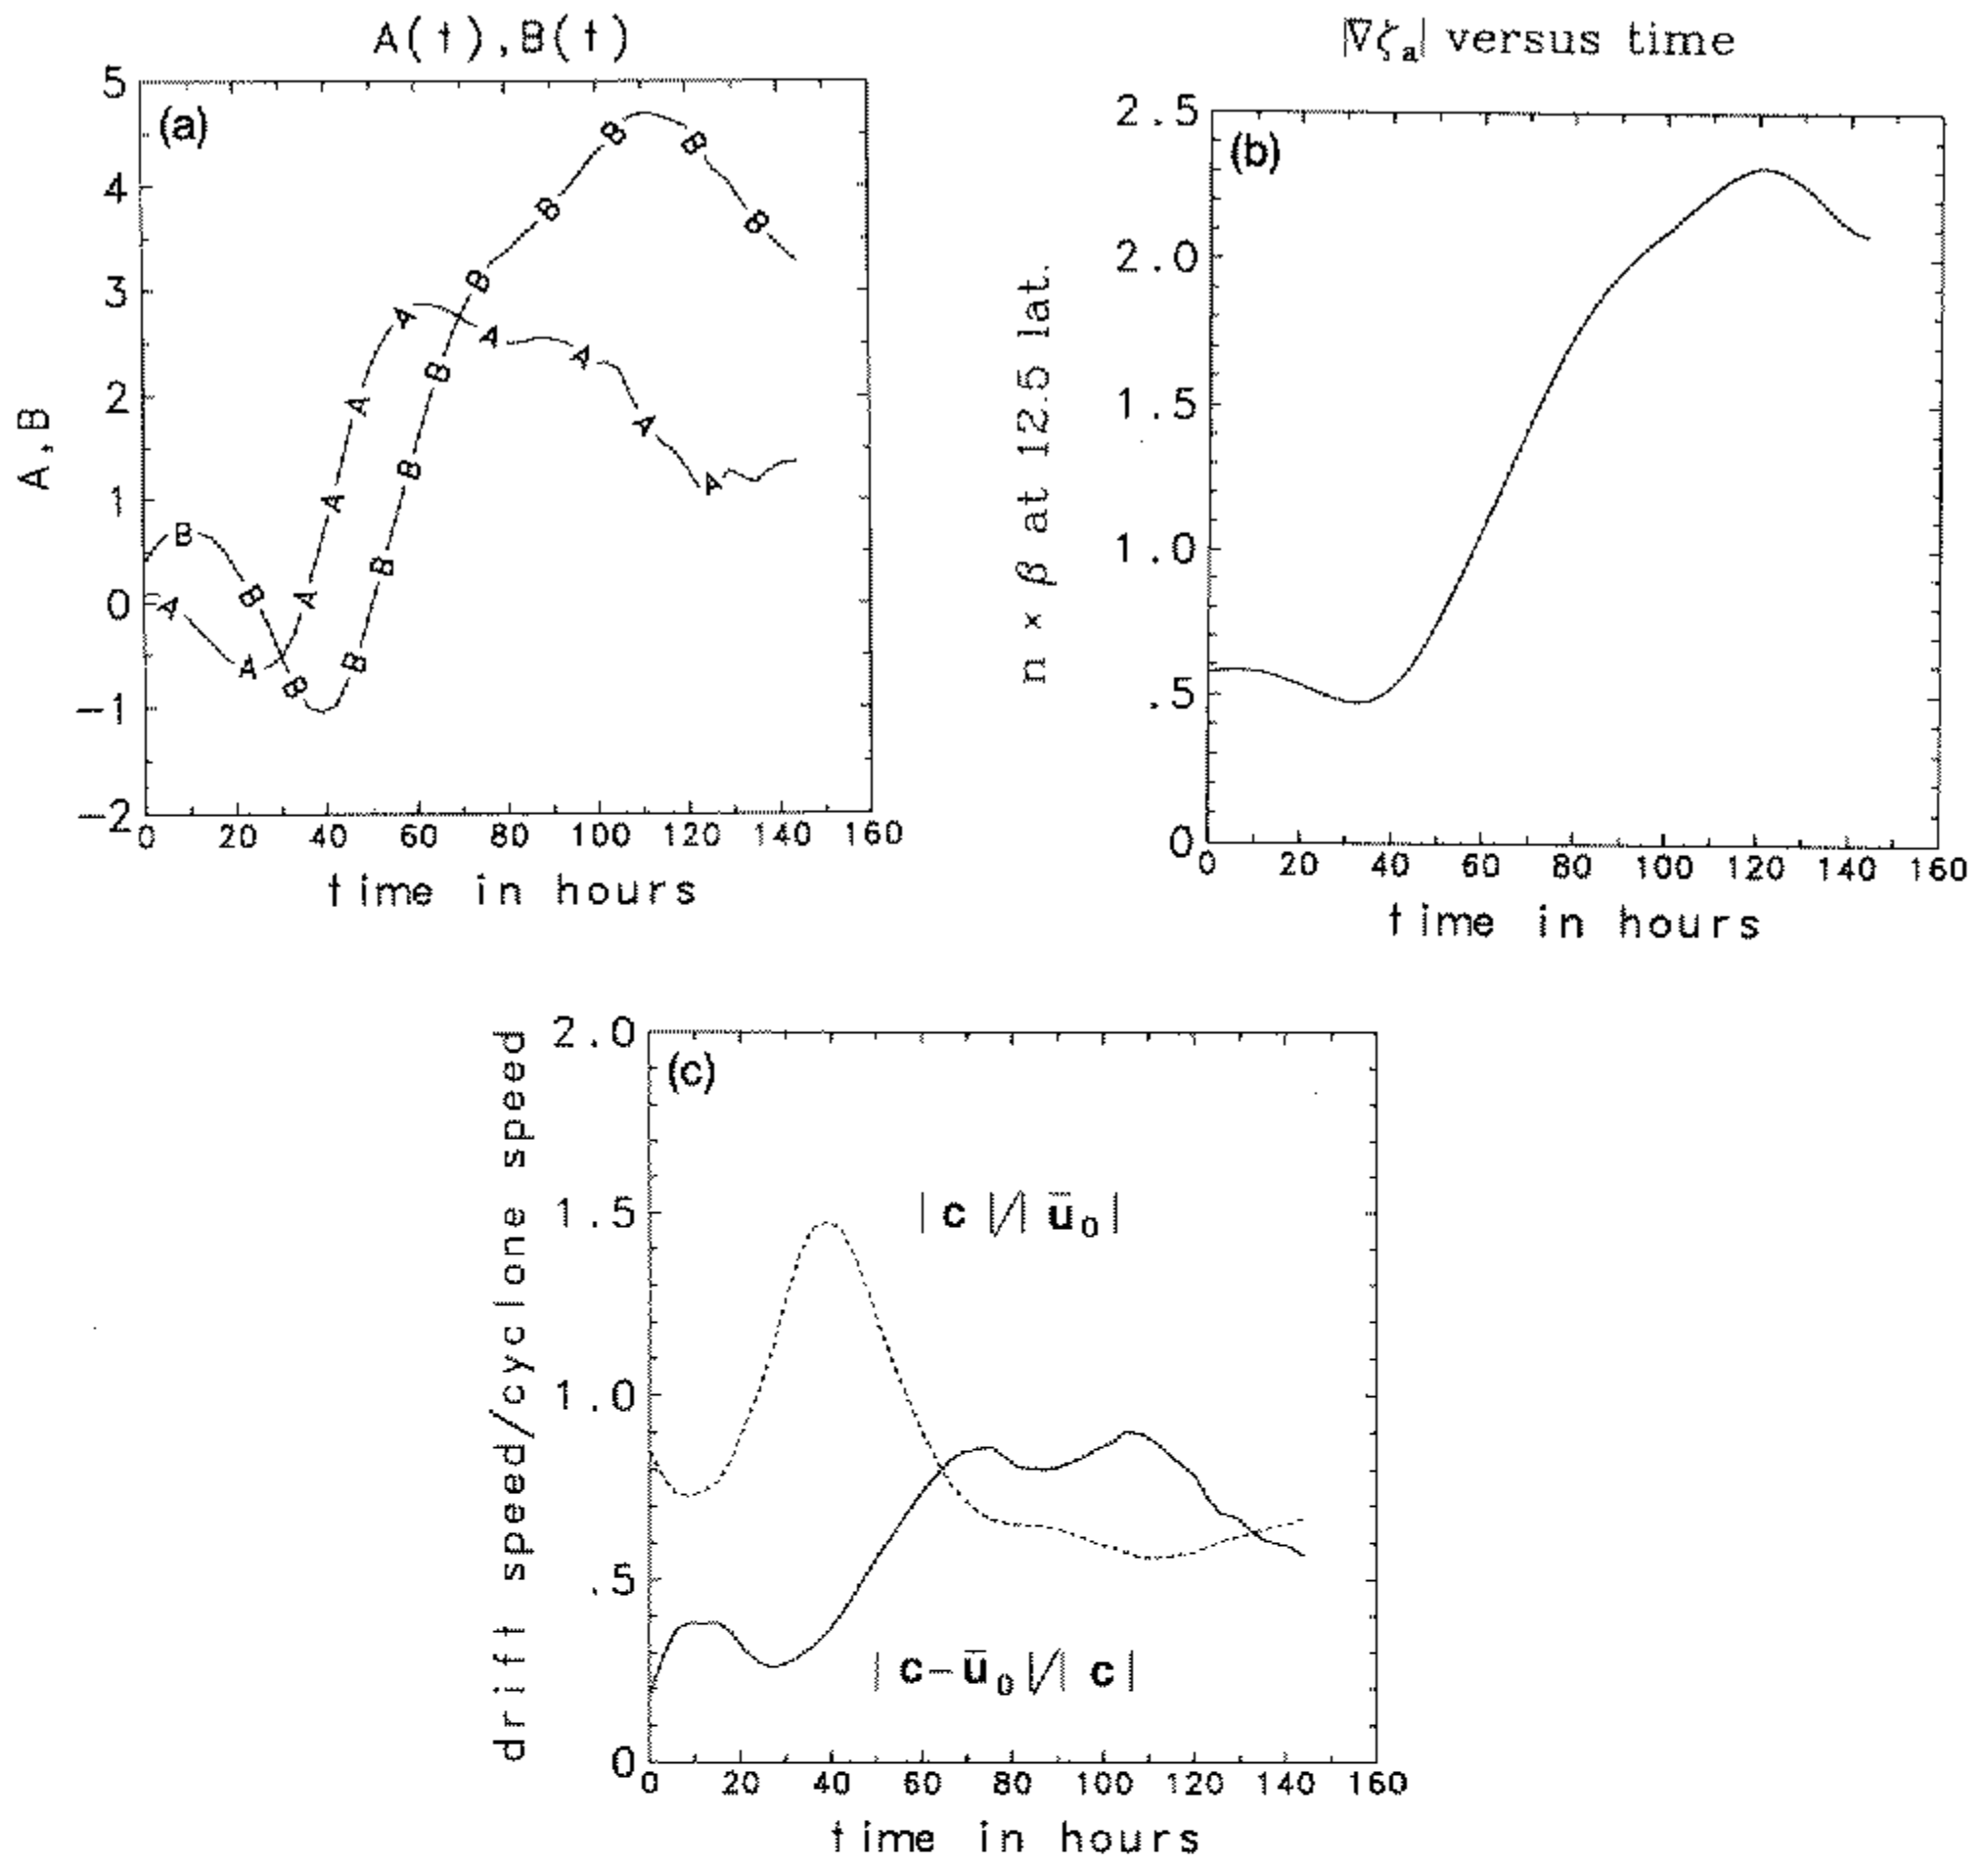 A(t),B(t)
(a)
A,B
5
4
3
2
1
0
-1
-2
A
A
A
A
A
A
A
A
A
A
A
B
B
B
B
B
B
B
B
B
B
B
B
B
0 20 40 60 80 100 120 140 160
time in hours
|∇ζa| versus time
(b)
n × β at 12.5 lat.
2.5
2.0
1.5
1.0
.5
0
0 20 40 60 80 100 120 140 160
time in hours
(c)
drift speed/cyclone speed
2.0
1.5
1.0
.5
0
|c|/|ū0|
|c-ū0|/|c|
0 20 40 60 80 100 120 140 160
time in hours